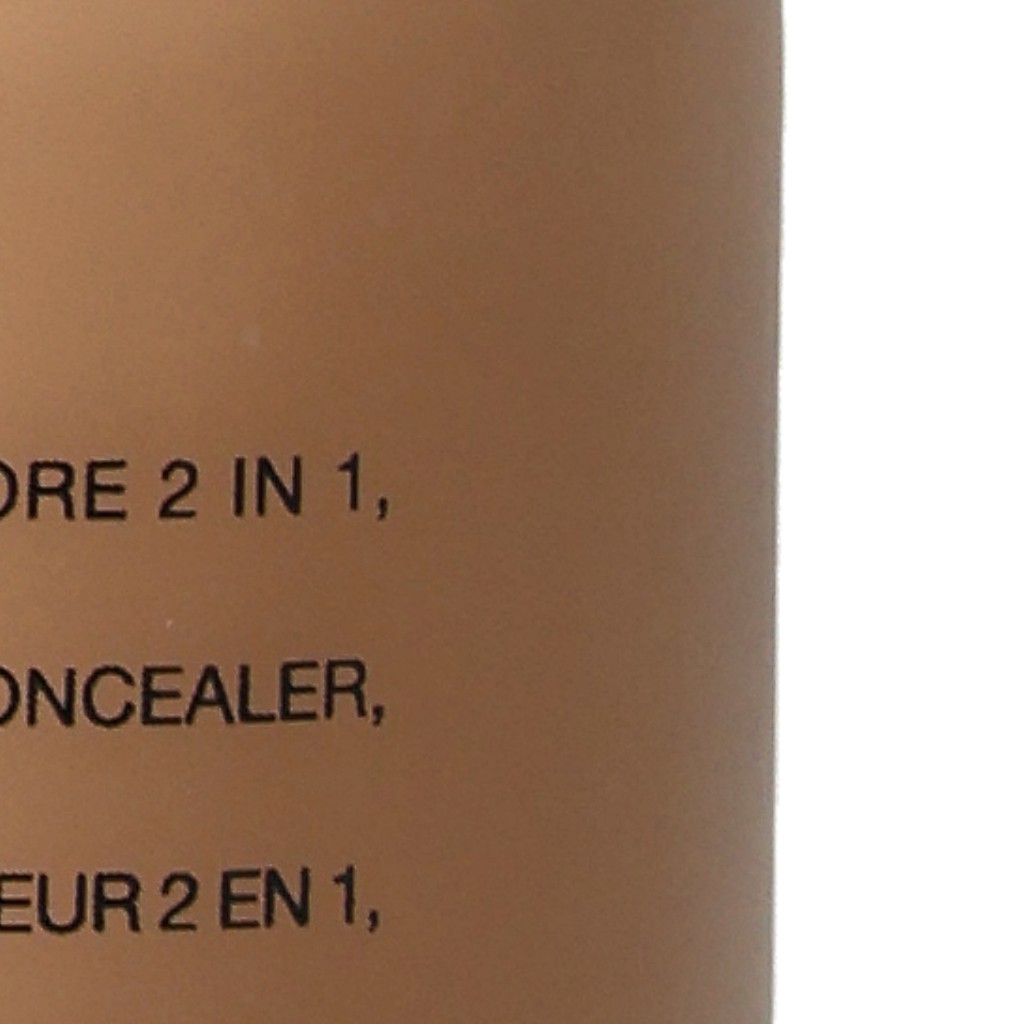 ORE 2 IN 1,
ONCEALER,
EUR 2 EN 1,